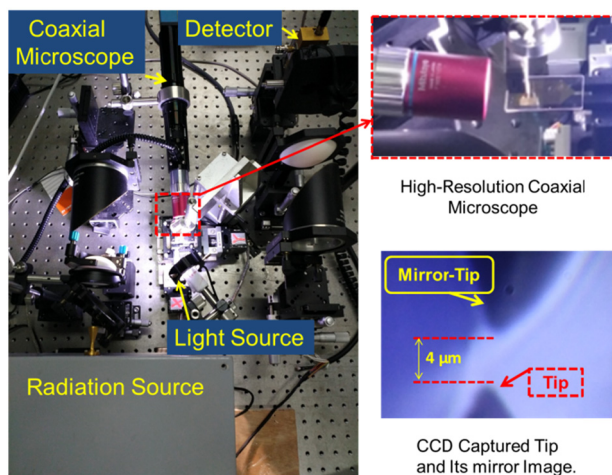 Coaxial
Microscope
Detector
Light Source
Radiation Source
High-Resolution Coaxial
Microscope
Mirror-Tip
4 µm
Tip
CCD Captured Tip
and Its mirror Image.